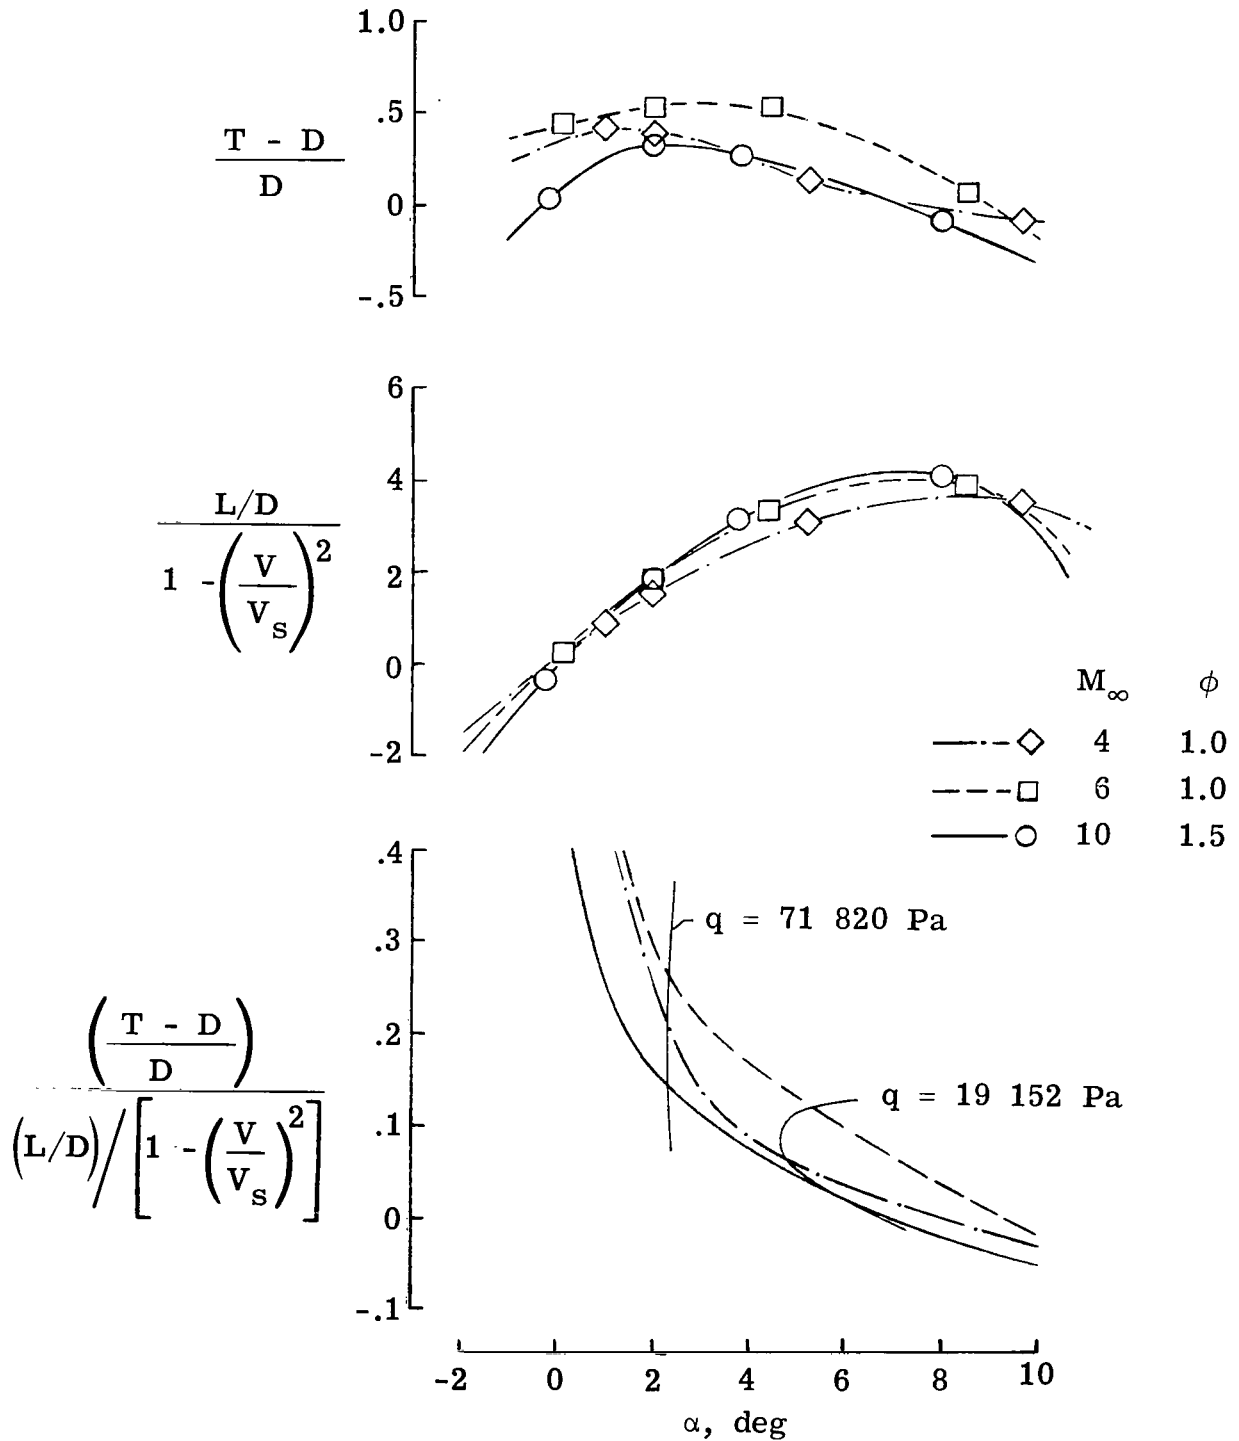 1.0
.5
0
-.5
T - D
D
6
4
2
0
-2
L/D
1 - (V/V_s)^2
M∞ φ
4 1.0
6 1.0
10 1.5
.4
.3
.2
.1
0
-.1
q = 71 820 Pa
q = 19 152 Pa
(T - D / D)
(L/D)/[1 - (V/V_s)^2]
-2 0 2 4 6 8 10
α, deg